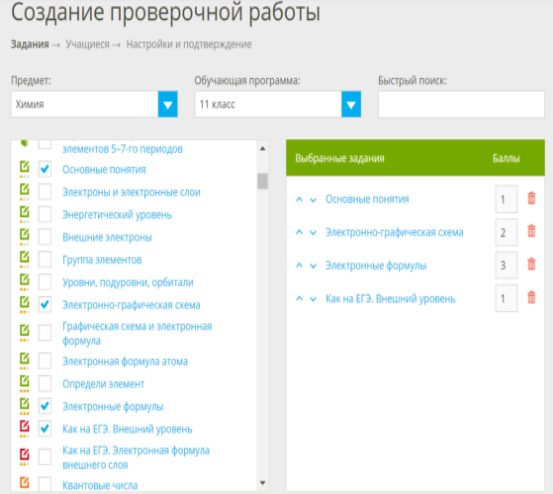 Создание проверочной работы
Задания → Учащиеся → Настройки и подтверждение
Предмет:
Обучающая программа:
Быстрый поиск:
Химия
11 класс
элементов 5–7-го периодов
Основные понятия
Электроны и электронные слои
Энергетический уровень
Внешние электроны
Группа элементов
Уровни, подуровни, орбитали
Электронно-графическая схема
Графическая схема и электронная
формула
Электронная формула атома
Определи элемент
Электронные формулы
Как на ЕГЭ. Внешний уровень
Как на ЕГЭ. Электронная формула
внешнего слоя
Квантовые числа
Выбранные задания Баллы
Основные понятия 1
Электронно-графическая схема 2
Электронные формулы 3
Как на ЕГЭ. Внешний уровень 1